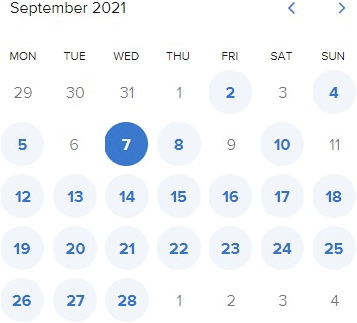 September 2021 < >
MON TUE WED THU FRI SAT SUN
29 30 31 1 2 3 4
5 6 7 8 9 10 11
12 13 14 15 16 17 18
19 20 21 22 23 24 25
26 27 28 1 2 3 4